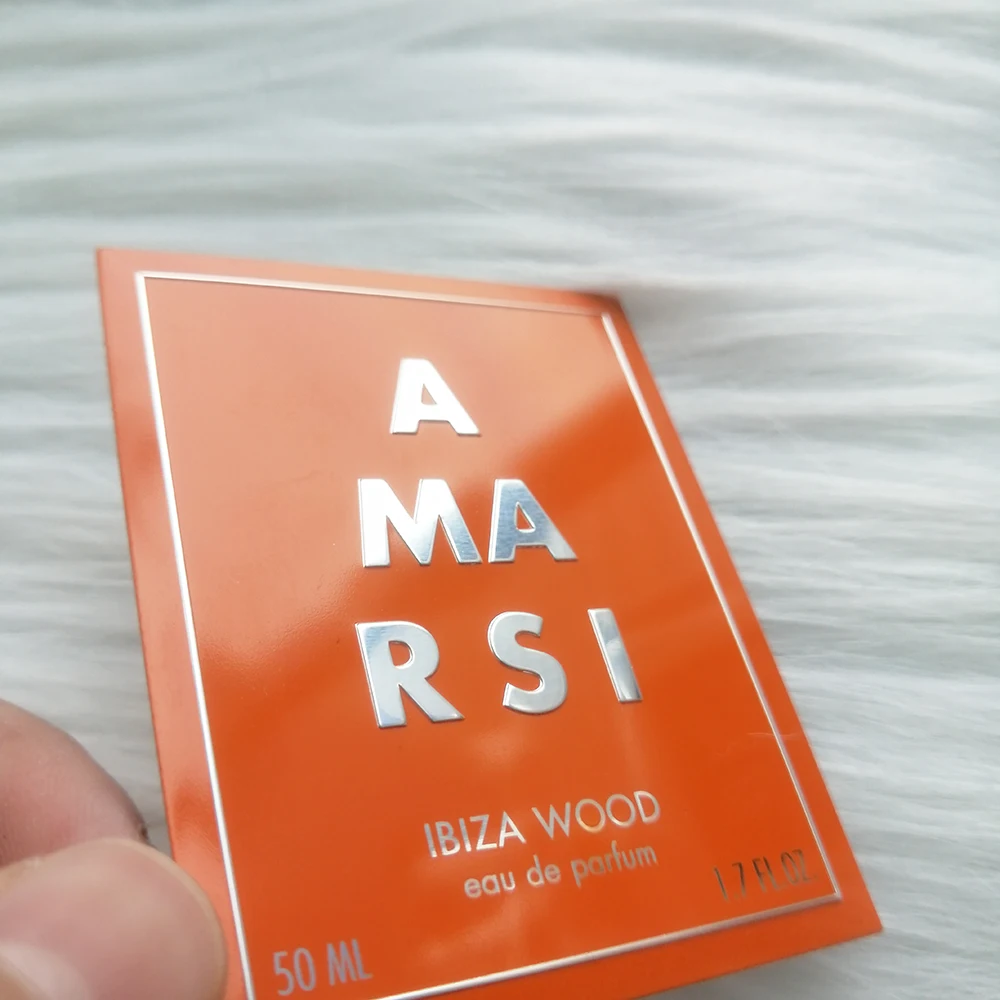 A
MA
RSI
IBIZA WOOD
eau de parfum
50 ML
1.7 FL.OZ.